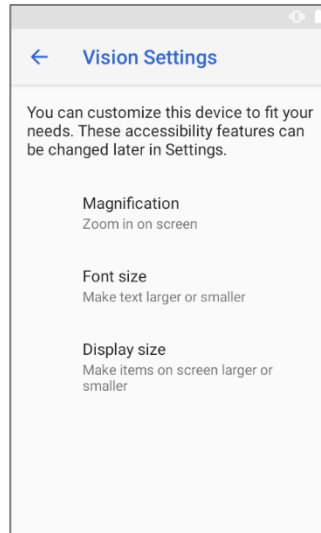 Vision Settings
You can customize this device to fit your
needs. These accessibility features can
be changed later in Settings.
Magnification
Zoom in on screen
Font size
Make text larger or smaller
Display size
Make items on screen larger or
smaller